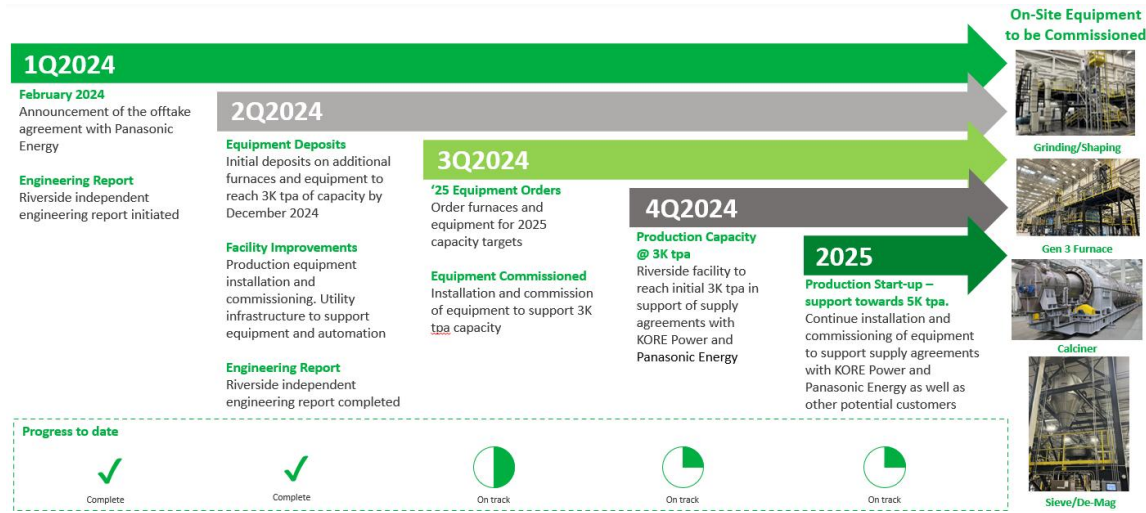 On-Site Equipment
to be Commissioned
1Q2024
February 2024
Announcement of the offtake
agreement with Panasonic
Energy
Engineering Report
Riverside independent
engineering report initiated
2Q2024
Equipment Deposits
Initial deposits on additional
furnaces and equipment to
reach 3K tpa of capacity by
December 2024
Facility Improvements
Production equipment
installation and
commissioning. Utility
infrastructure to support
equipment and automation
Engineering Report
Riverside independent
engineering report completed
3Q2024
'25 Equipment Orders
Order furnaces and
equipment for 2025
capacity targets
Equipment Commissioned
Installation and commission
of equipment to support 3K
tpa capacity
4Q2024
Production Capacity
@ 3K tpa
Riverside facility to
reach initial 3K tpa in
support of supply
agreements with
KORE Power and
Panasonic Energy
2025
Production Start-up –
support towards 5K tpa.
Continue installation and
commissioning of equipment
to support supply agreements
with KORE Power and
Panasonic Energy as well as
other potential customers
Grinding/Shaping
Gen 3 Furnace
Calciner
Sieve/De-Mag
Progress to date
Complete
Complete
On track
On track
On track